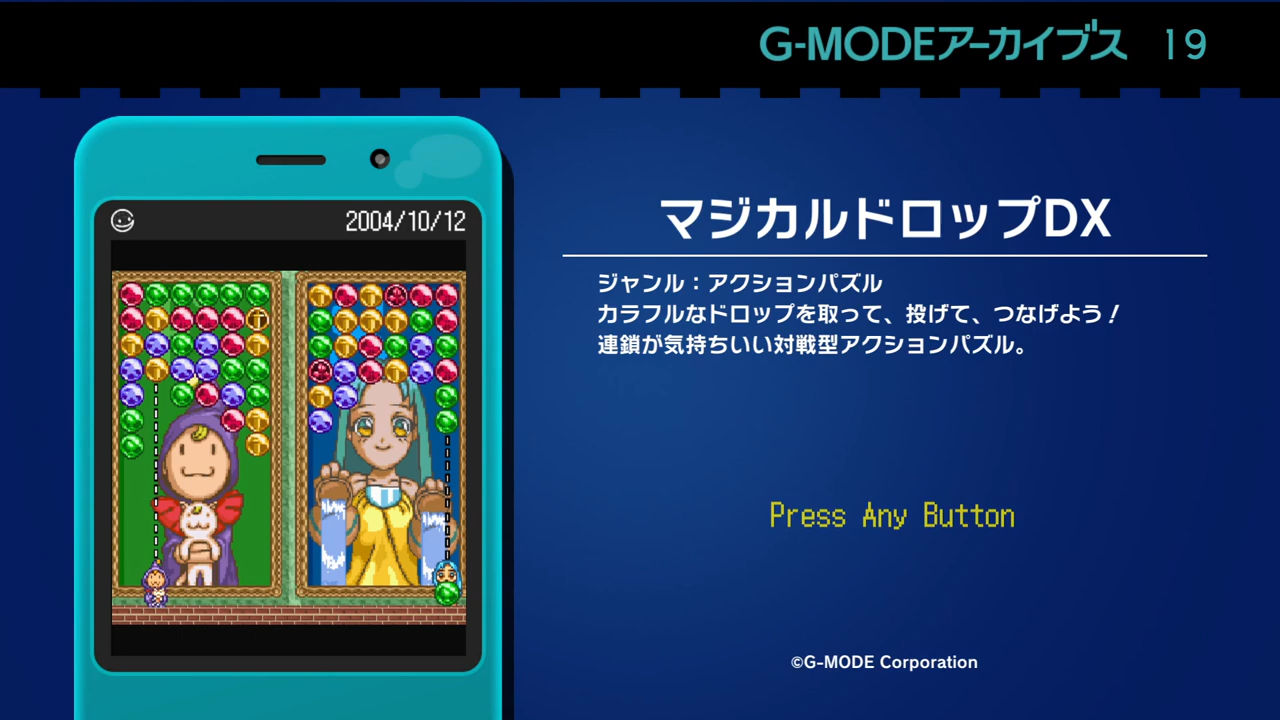 G-MODEアーカイブス 19
2004/10/12
マジカルドロップDX
ジャンル：アクションパズル
カラフルなドロップを取って、投げて、つなげよう！
連鎖が気持ちいい対戦型アクションパズル。
Press Any Button
©G-MODE Corporation